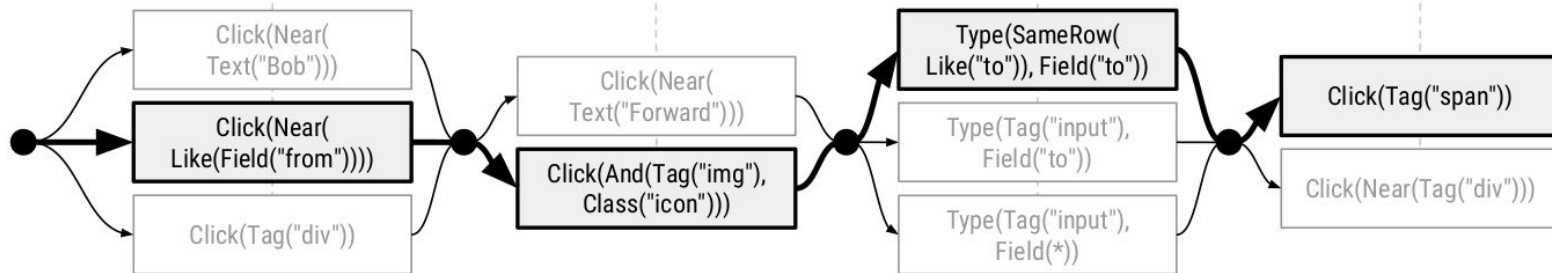 Click(Near(
Text("Bob")))
Click(Near(
Like(Field("from"))))
Click(Tag("div"))
Click(Near(
Text("Forward")))
Click(And(Tag("img"),
Class("icon")))
Type(SameRow(
Like("to")), Field("to"))
Type(Tag("input"),
Field("to"))
Type(Tag("input"),
Field(*))
Click(Tag("span"))
Click(Near(Tag("div")))